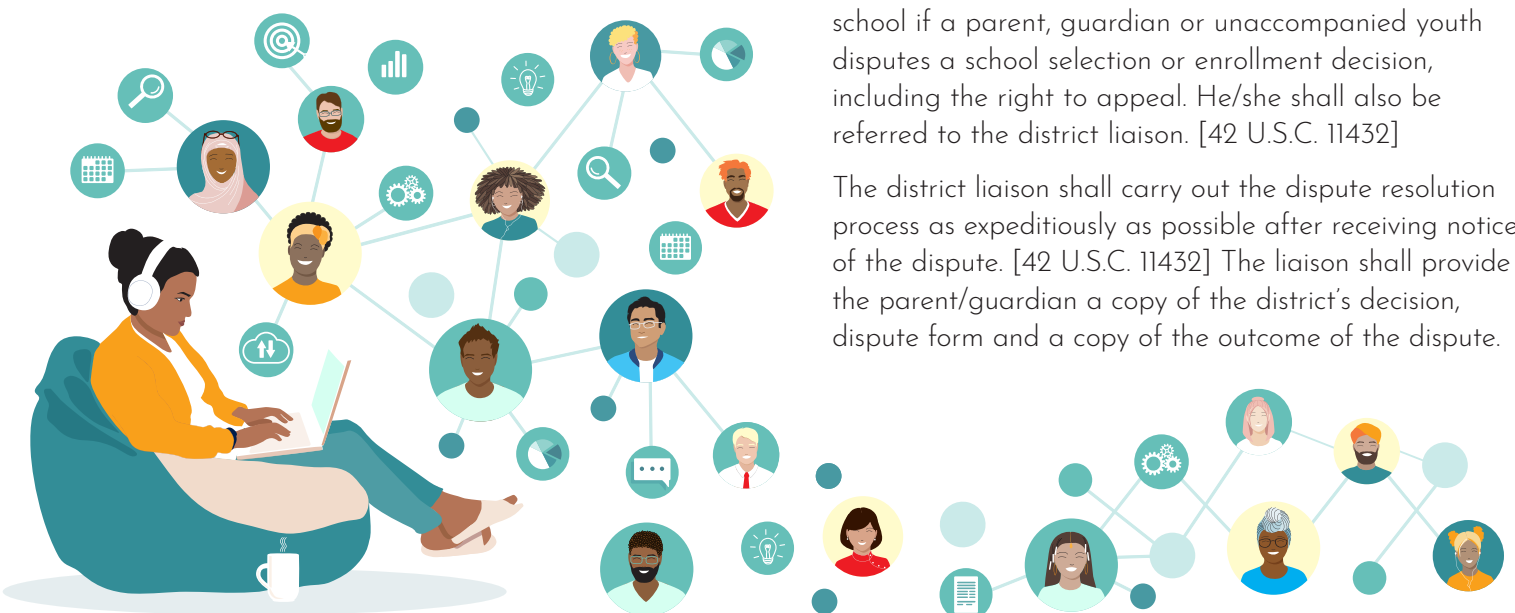 school if a parent, guardian or unaccompanied youth
disputes a school selection or enrollment decision,
including the right to appeal. He/she shall also be
referred to the district liaison. [42 U.S.C. 11432]
The district liaison shall carry out the dispute resolution
process as expeditiously as possible after receiving notice
of the dispute. [42 U.S.C. 11432] The liaison shall provide
the parent/guardian a copy of the district's decision,
dispute form and a copy of the outcome of the dispute.